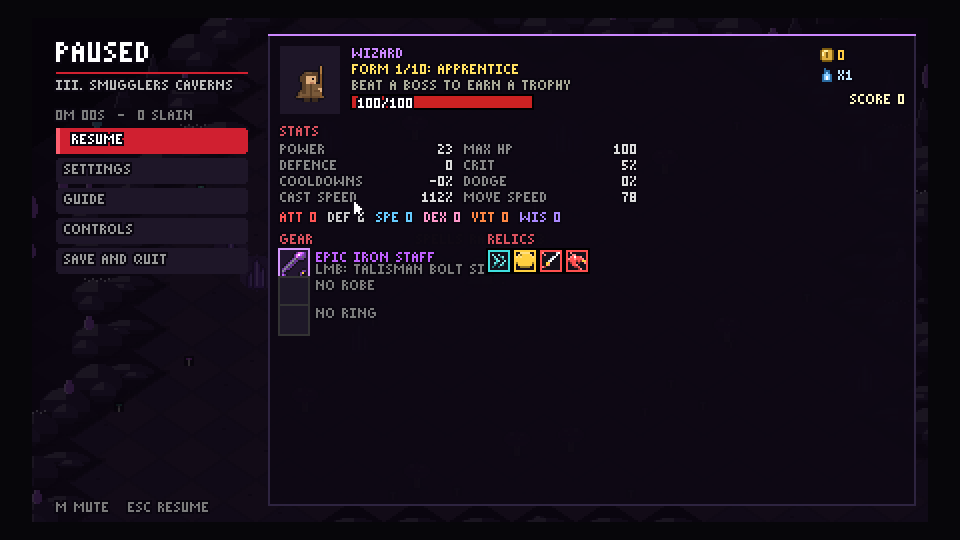 PAUSED
III. SMUGGLERS CAVERNS
0M 00S - 0 SLAIN
RESUME
SETTINGS
GUIDE
CONTROLS
SAVE AND QUIT
M MUTE ESC RESUME
WIZARD
FORM 1/10: APPRENTICE
BEAT A BOSS TO EARN A TROPHY
100/100
0
X1
SCORE 0
STATS
POWER 23 MAX HP 100
DEFENCE 0 CRIT 5%
COOLDOWNS -0% DODGE 0%
CAST SPEED 112% MOVE SPEED 78
ATT 0 DEF SPE 0 DEX 0 VIT 0 WIS 0
GEAR RELICS
EPIC IRON STAFF
LMB: TALISMAN BOLT SI
NO ROBE
NO RING
T
T